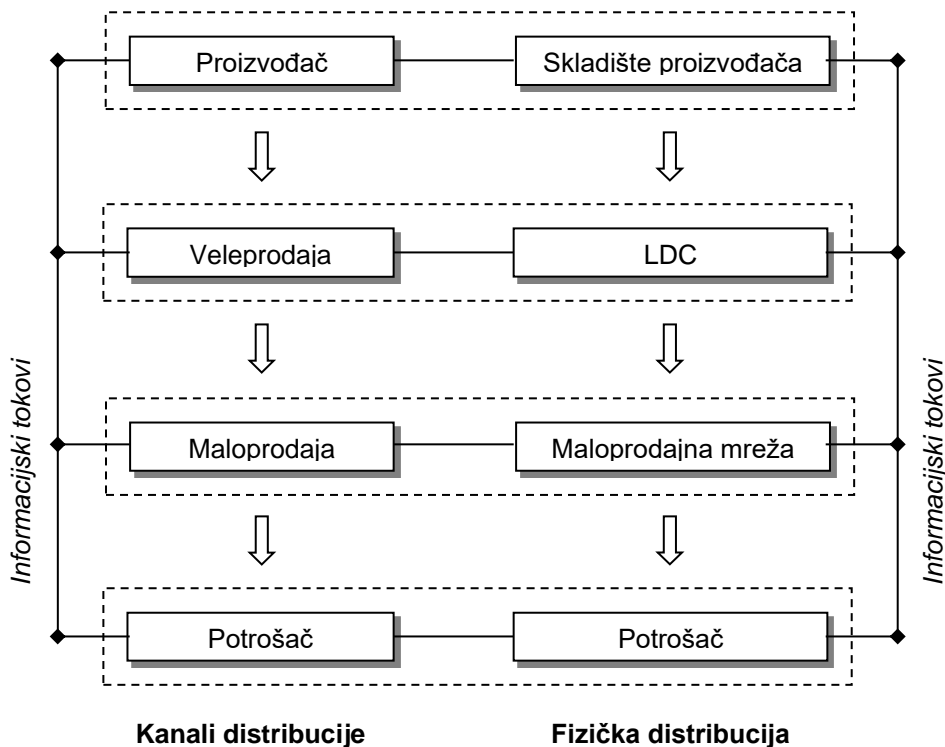 Proizvođač
Skladište proizvođača
Veleprodaja
LDC
Informacijski tokovi
Informacijski tokovi
Maloprodaja
Maloprodajna mreža
Potrošač
Potrošač
Kanali distribucije
Fizička distribucija